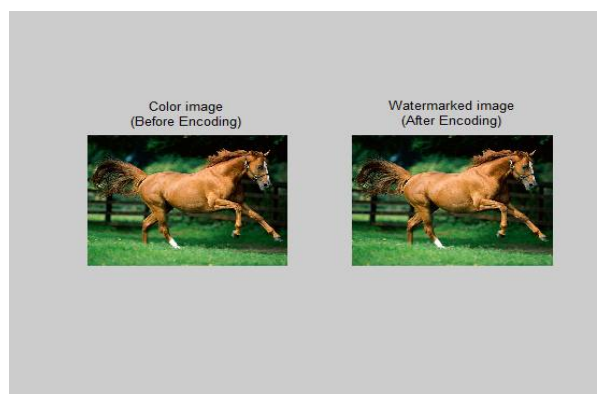 Color image
(Before Encoding)
Watermarked image
(After Encoding)